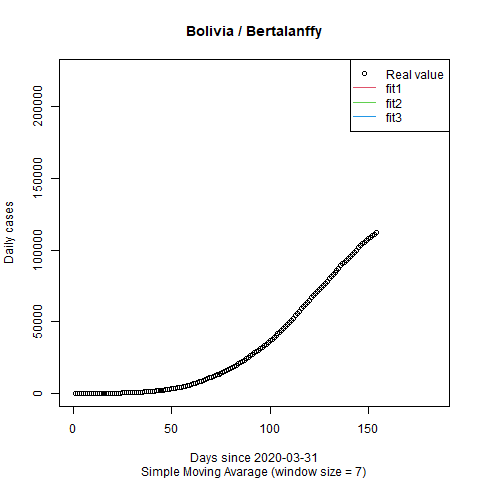 Bolivia / Bertalanffy
Real value
fit1
fit2
fit3
Daily cases
200000
150000
100000
50000
0
0
50
100
150
Days since 2020-03-31
Simple Moving Avarage (window size = 7)